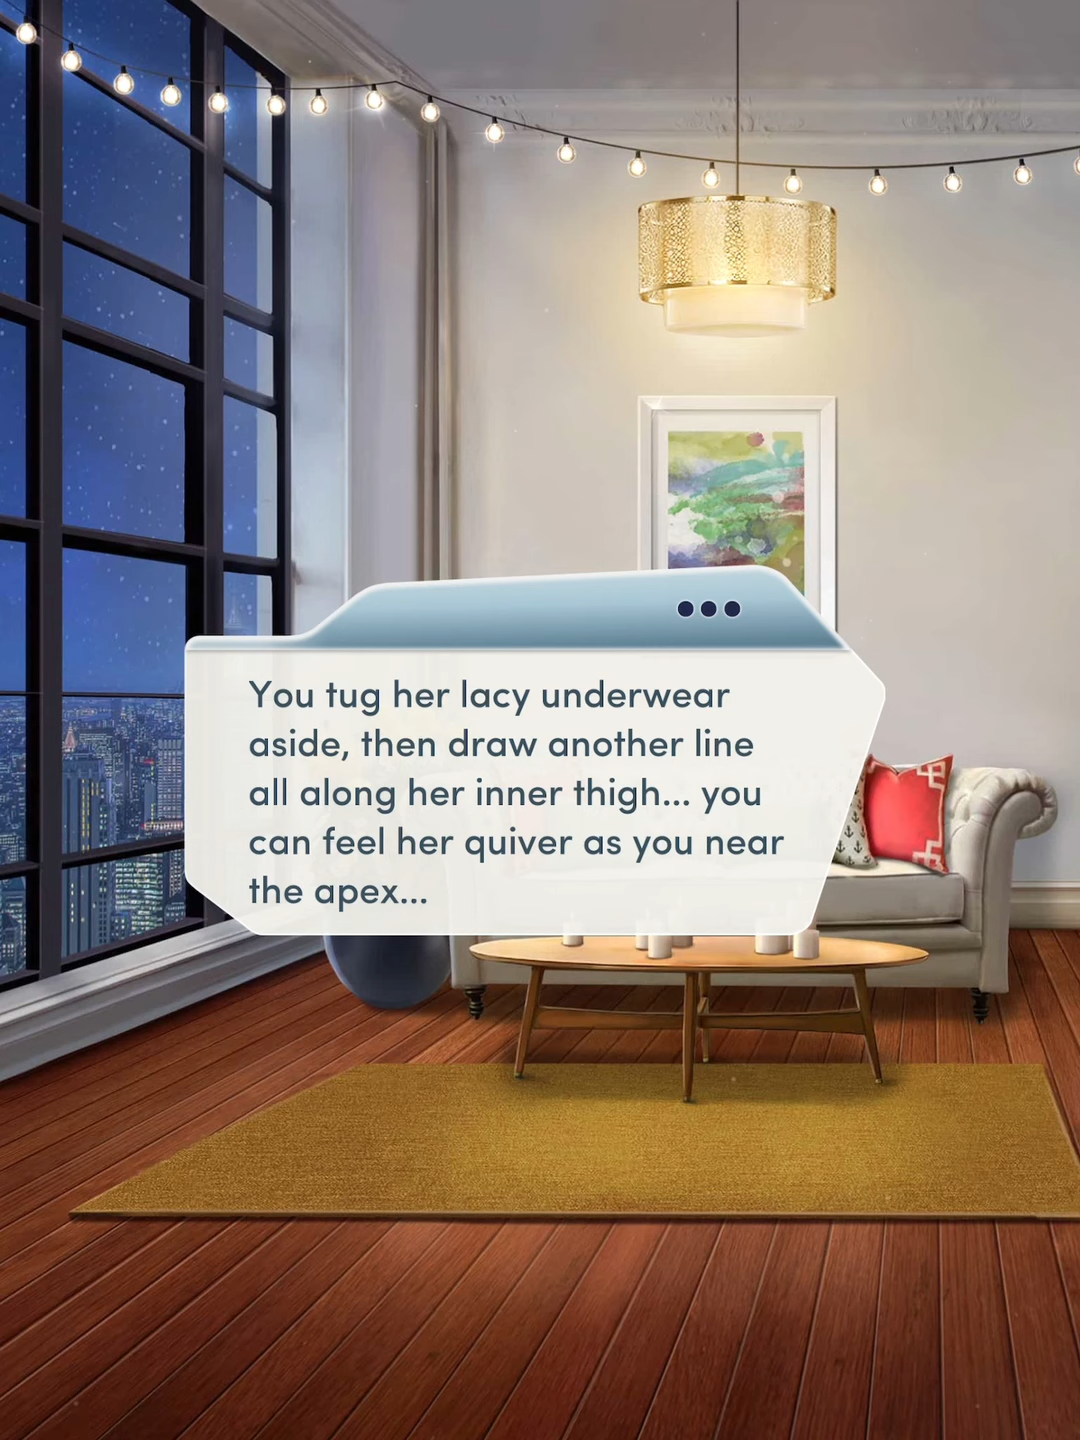 You tug her lacy underwear
aside, then draw another line
all along her inner thigh... you
can feel her quiver as you near
the apex...